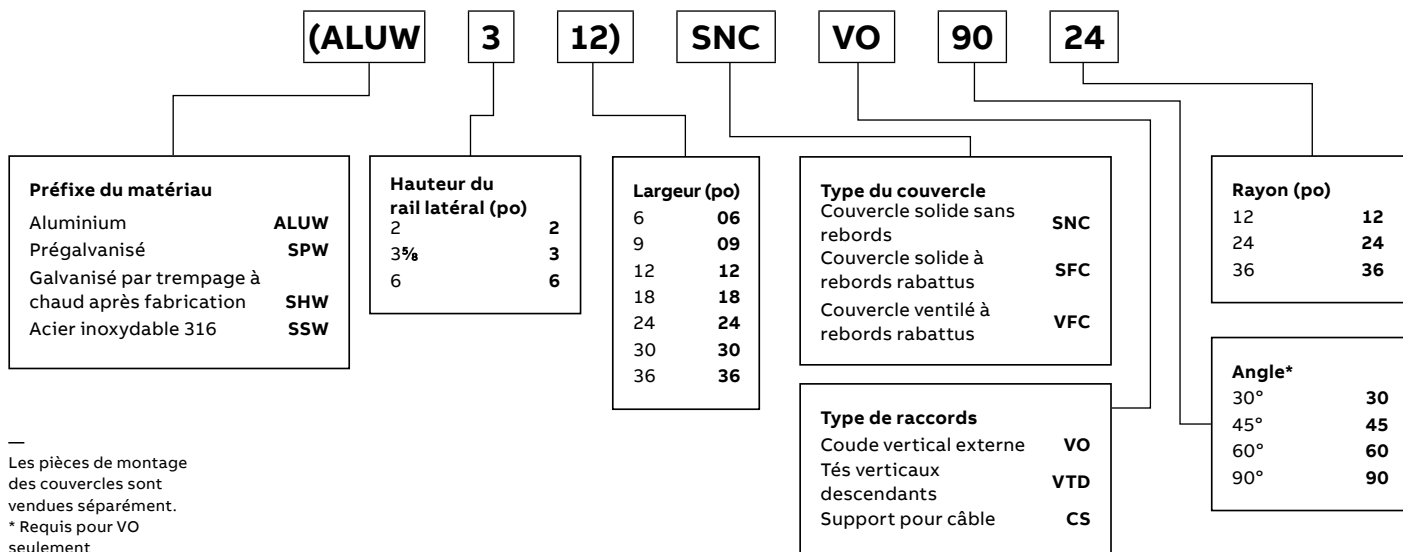 (ALUW 3 12) SNC VO 90 24
Préfixe du matériau
Aluminium ALUW
Prégalvanisé SPW
Galvanisé par trempage à
chaud après fabrication SHW
Acier inoxydable 316 SSW
Hauteur du
rail latéral (po)
2 2
3⅝ 3
6 6
Largeur (po)
6 06
9 09
12 12
18 18
24 24
30 30
36 36
Type du couvercle
Couvercle solide sans
rebords SNC
Couvercle solide à
rebords rabattus SFC
Couvercle ventilé à
rebords rabattus VFC
Type de raccords
Coude vertical externe VO
Tés verticaux
descendants VTD
Support pour câble CS
Rayon (po)
12 12
24 24
36 36
Angle*
30° 30
45° 45
60° 60
90° 90
—
Les pièces de montage
des couvercles sont
vendues séparément.
* Requis pour VO
seulement